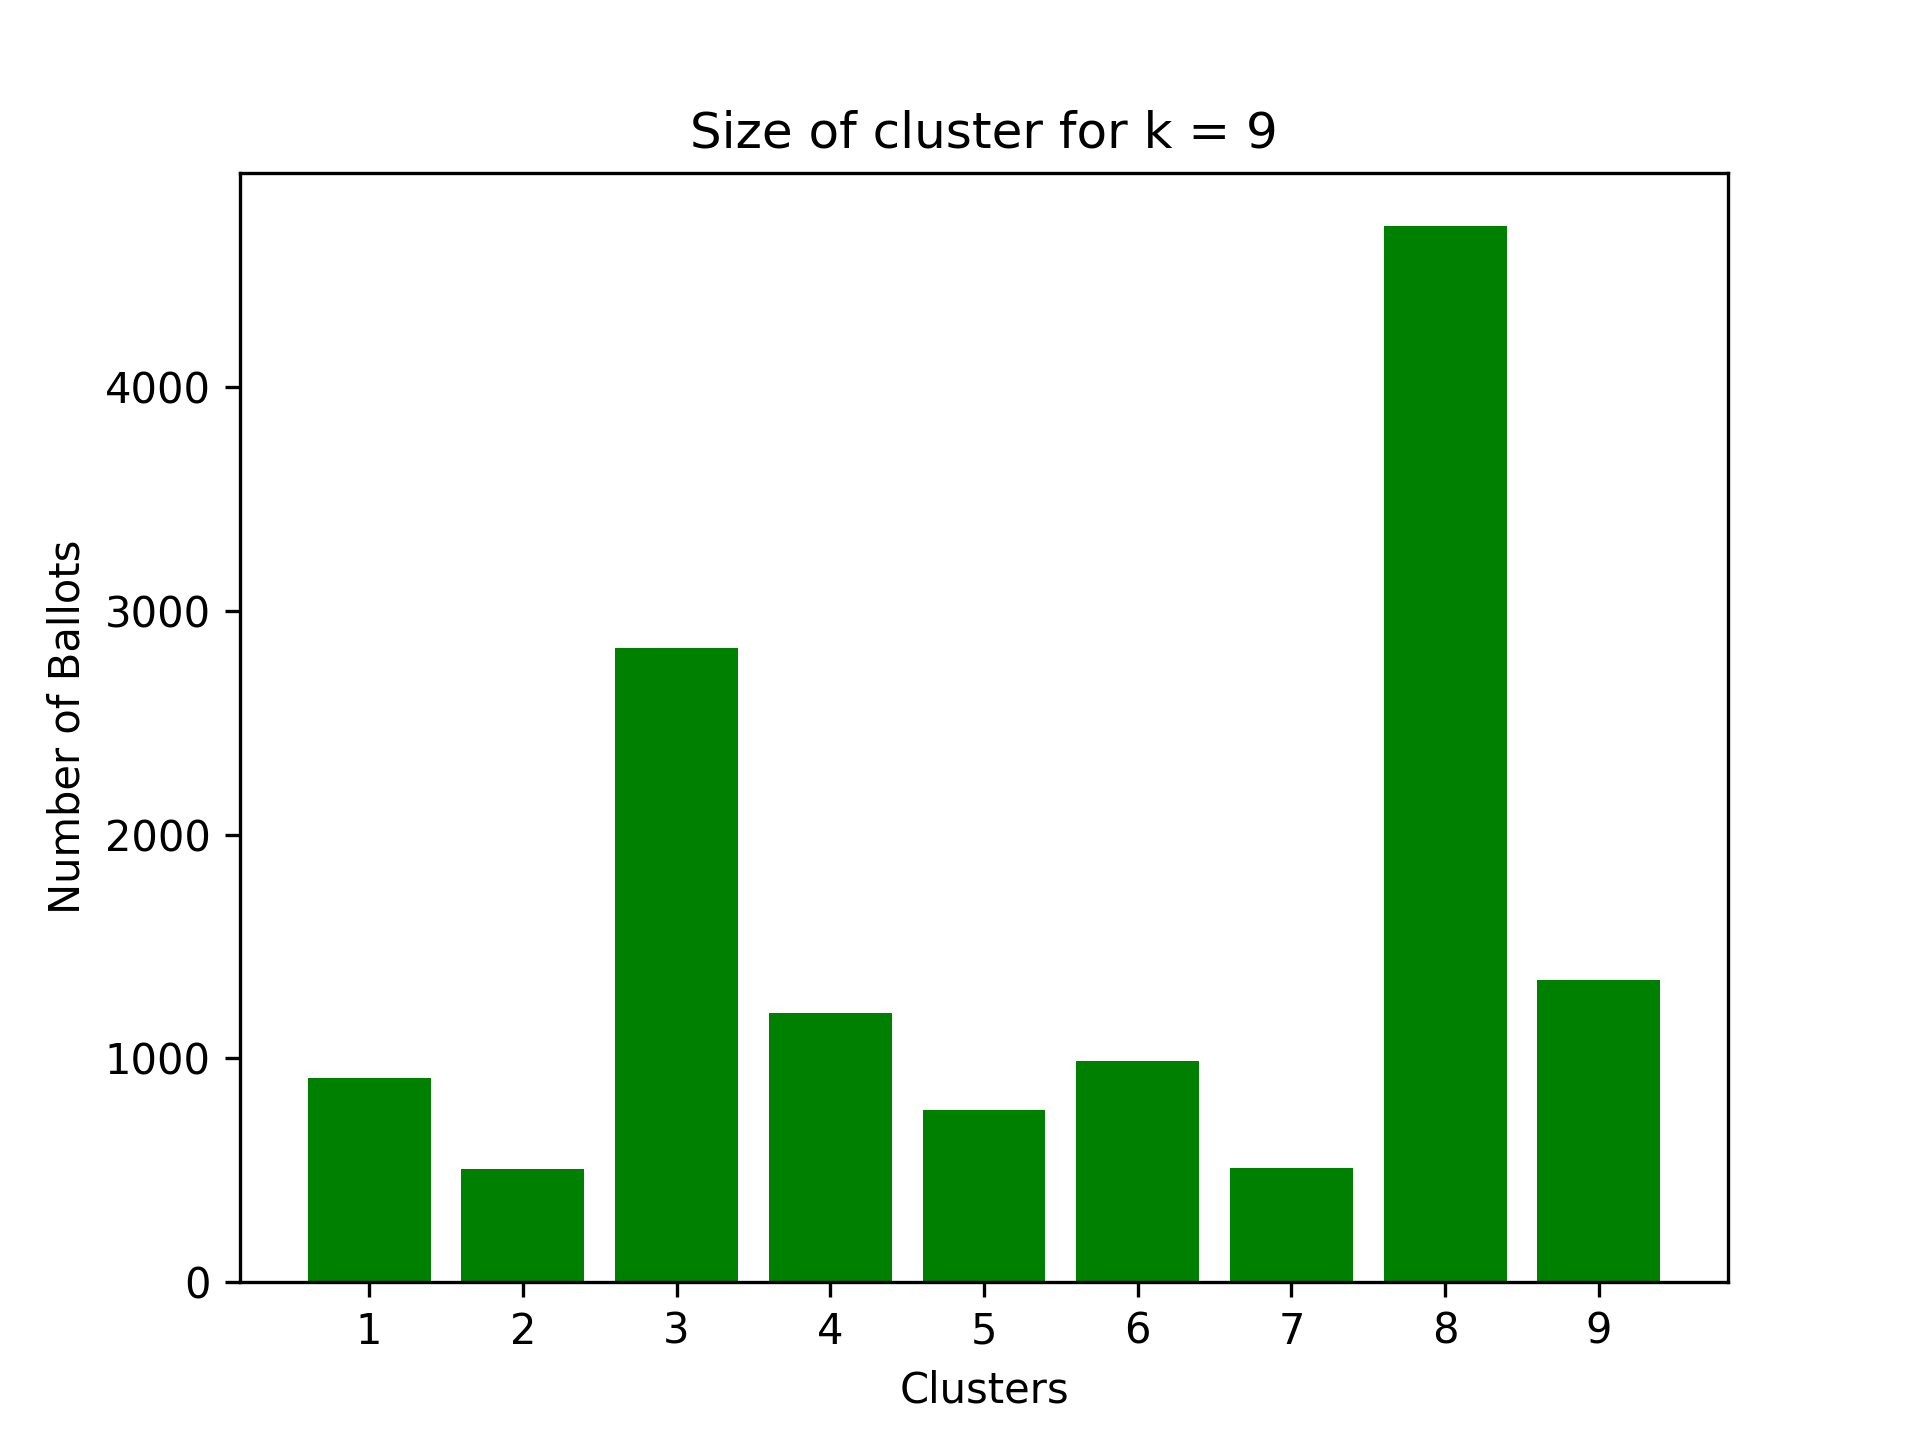 Size of cluster for k = 9
Number of Ballots
4000
3000
2000
1000
0
1 2 3 4 5 6 7 8 9
Clusters